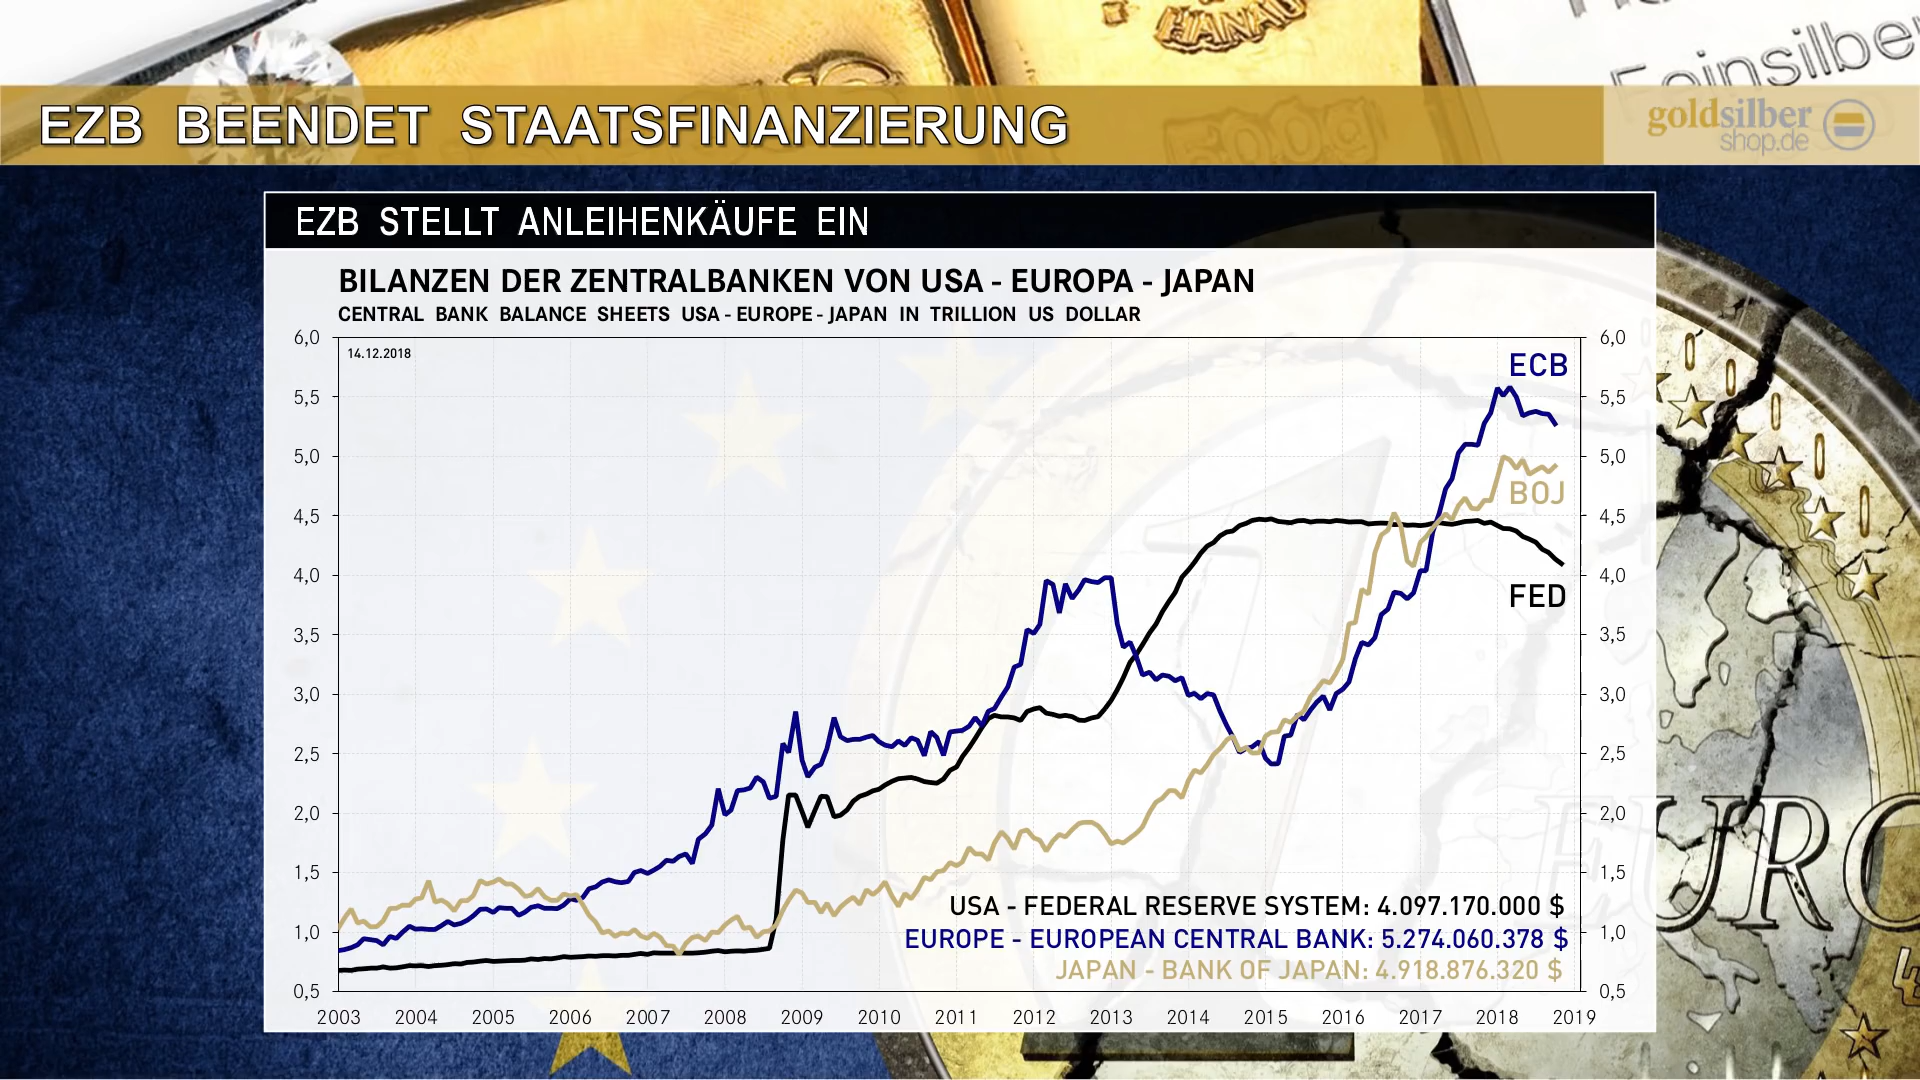 HANAU
Feinsilber
500g
EZB BEENDET STAATSFINANZIERUNG
goldsilber
shop.de
EZB STELLT ANLEIHENKÄUFE EIN
BILANZEN DER ZENTRALBANKEN VON USA - EUROPA - JAPAN
CENTRAL BANK BALANCE SHEETS USA - EUROPE - JAPAN IN TRILLION US DOLLAR
6,0 6,0
14.12.2018
ECB
5,5 5,5
5,0 5,0
BOJ
4,5 4,5
4,0 4,0
FED
3,5 3,5
3,0 3,0
2,5 2,5
2,0 2,0
EURO
1,5 1,5
USA - FEDERAL RESERVE SYSTEM: 4.097.170.000 $
1,0 1,0
EUROPE - EUROPEAN CENTRAL BANK: 5.274.060.378 $
JAPAN - BANK OF JAPAN: 4.918.876.320 $
0,5 0,5
2003 2004 2005 2006 2007 2008 2009 2010 2011 2012 2013 2014 2015 2016 2017 2018 2019